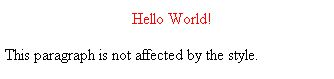 Hello World!
This paragraph is not affected by the style.